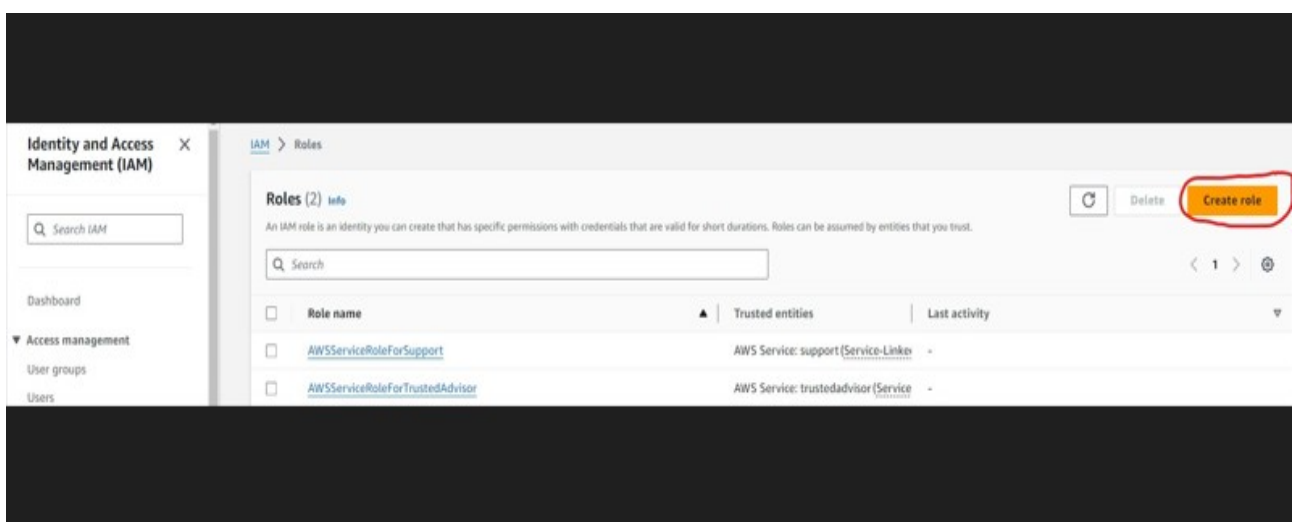 Identity and Access
Management (IAM)
Search IAM
Dashboard
Access management
User groups
Users
IAM > Roles
Roles (2) Info
Delete
Create role
An IAM role is an identity you can create that has specific permissions with credentials that are valid for short durations. Roles can be assumed by entities that you trust.
Search
1
Role name Trusted entities Last activity
AWSServiceRoleForSupport AWS Service: support (Service-Linke -
AWSServiceRoleForTrustedAdvisor AWS Service: trustedadvisor (Service -